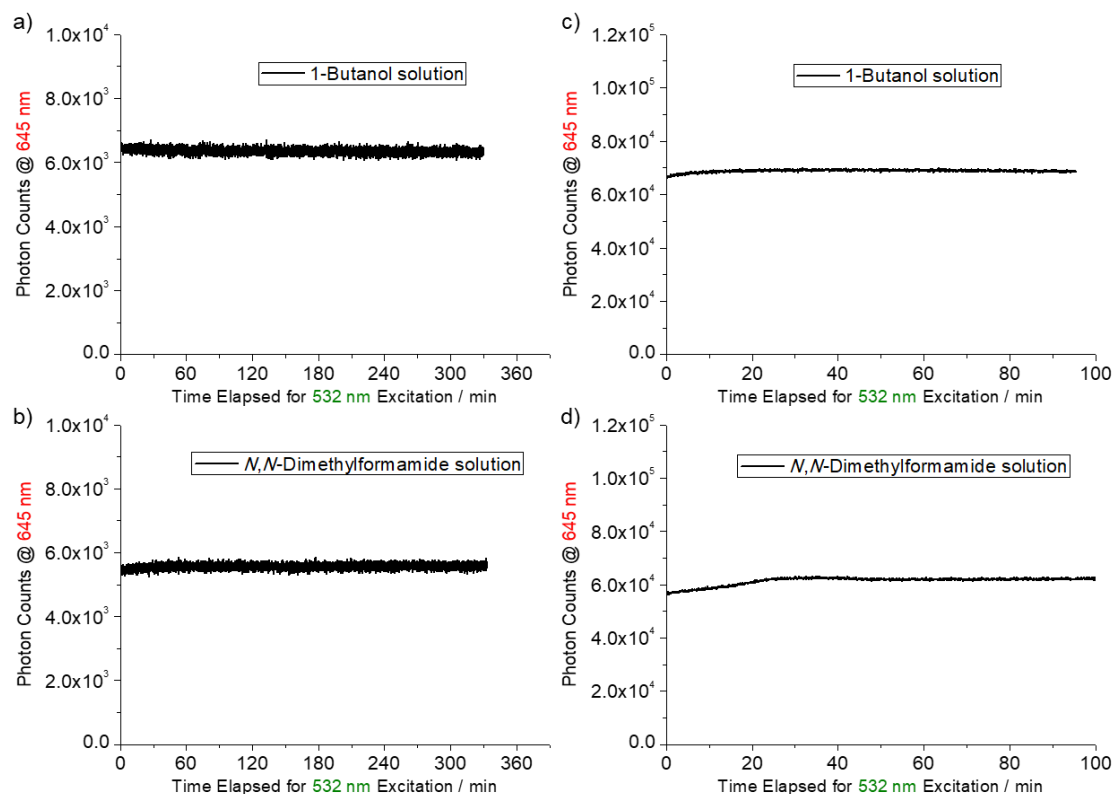 a)
1.0x10⁴
8.0x10³
6.0x10³
4.0x10³
2.0x10³
0.0
Photon Counts @ 645 nm
1-Butanol solution
0 60 120 180 240 300 360
Time Elapsed for 532 nm Excitation / min
c)
1.2x10⁵
1.0x10⁵
8.0x10⁴
6.0x10⁴
4.0x10⁴
2.0x10⁴
0.0
Photon Counts @ 645 nm
1-Butanol solution
0 20 40 60 80 100
Time Elapsed for 532 nm Excitation / min
b)
1.0x10⁴
8.0x10³
6.0x10³
4.0x10³
2.0x10³
0.0
Photon Counts @ 645 nm
N,N-Dimethylformamide solution
0 60 120 180 240 300 360
Time Elapsed for 532 nm Excitation / min
d)
1.2x10⁵
1.0x10⁵
8.0x10⁴
6.0x10⁴
4.0x10⁴
2.0x10⁴
0.0
Photon Counts @ 645 nm
N,N-Dimethylformamide solution
0 20 40 60 80 100
Time Elapsed for 532 nm Excitation / min